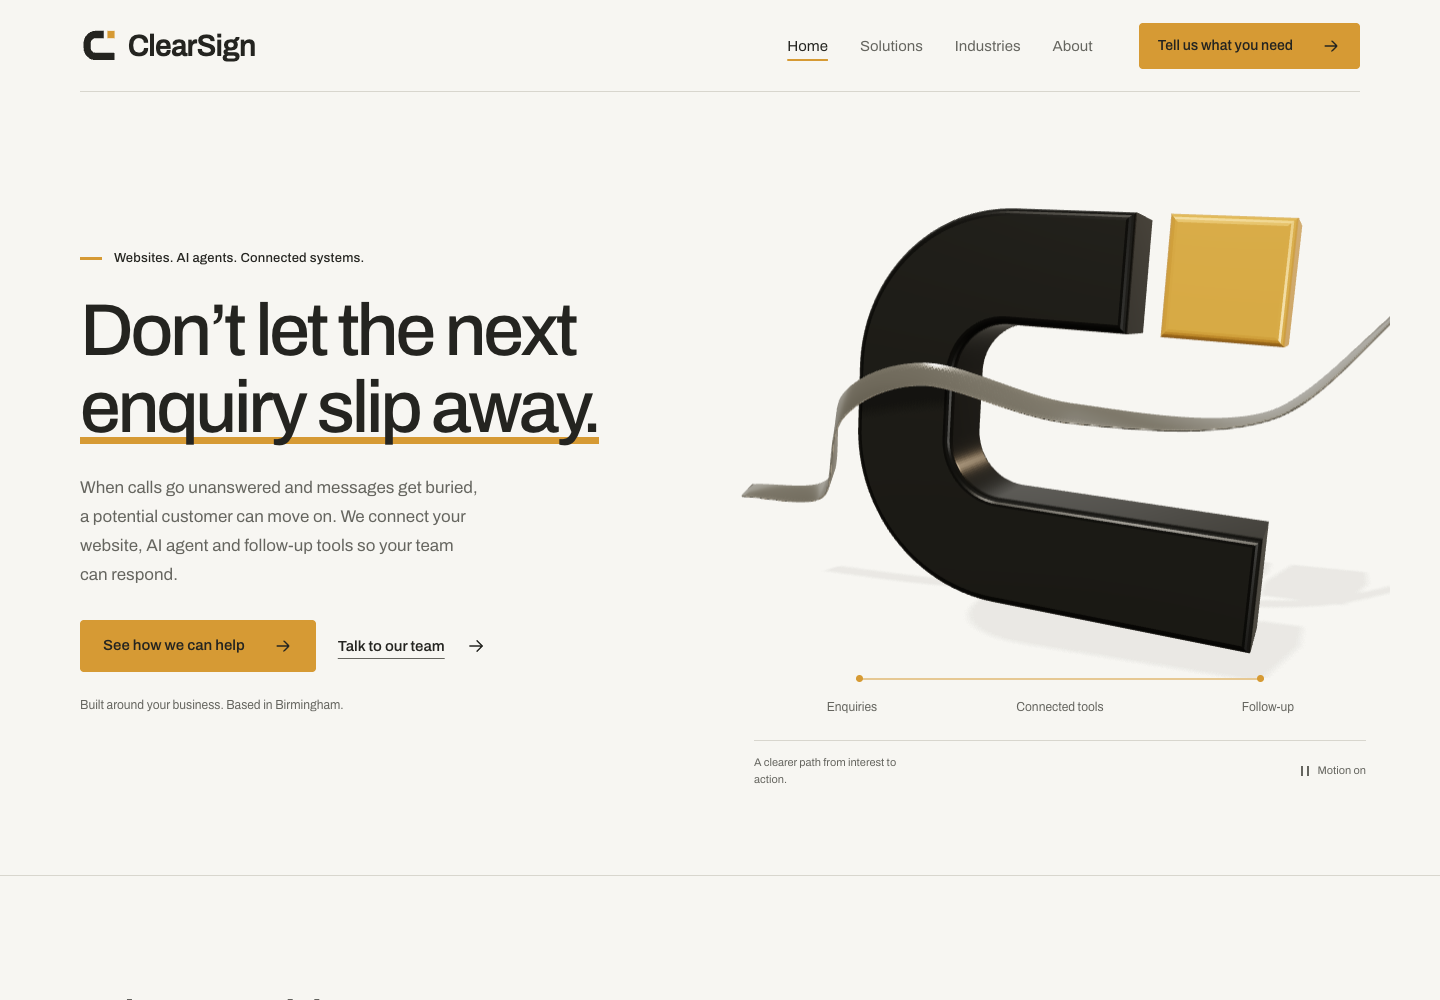 ClearSign
Home
Solutions
Industries
About
Tell us what you need
Websites. AI agents. Connected systems.
Don’t let the next
enquiry slip away.
When calls go unanswered and messages get buried,
a potential customer can move on. We connect your
website, AI agent and follow-up tools so your team
can respond.
See how we can help
Talk to our team
Built around your business. Based in Birmingham.
Enquiries
Connected tools
Follow-up
A clearer path from interest to
action.
Motion on